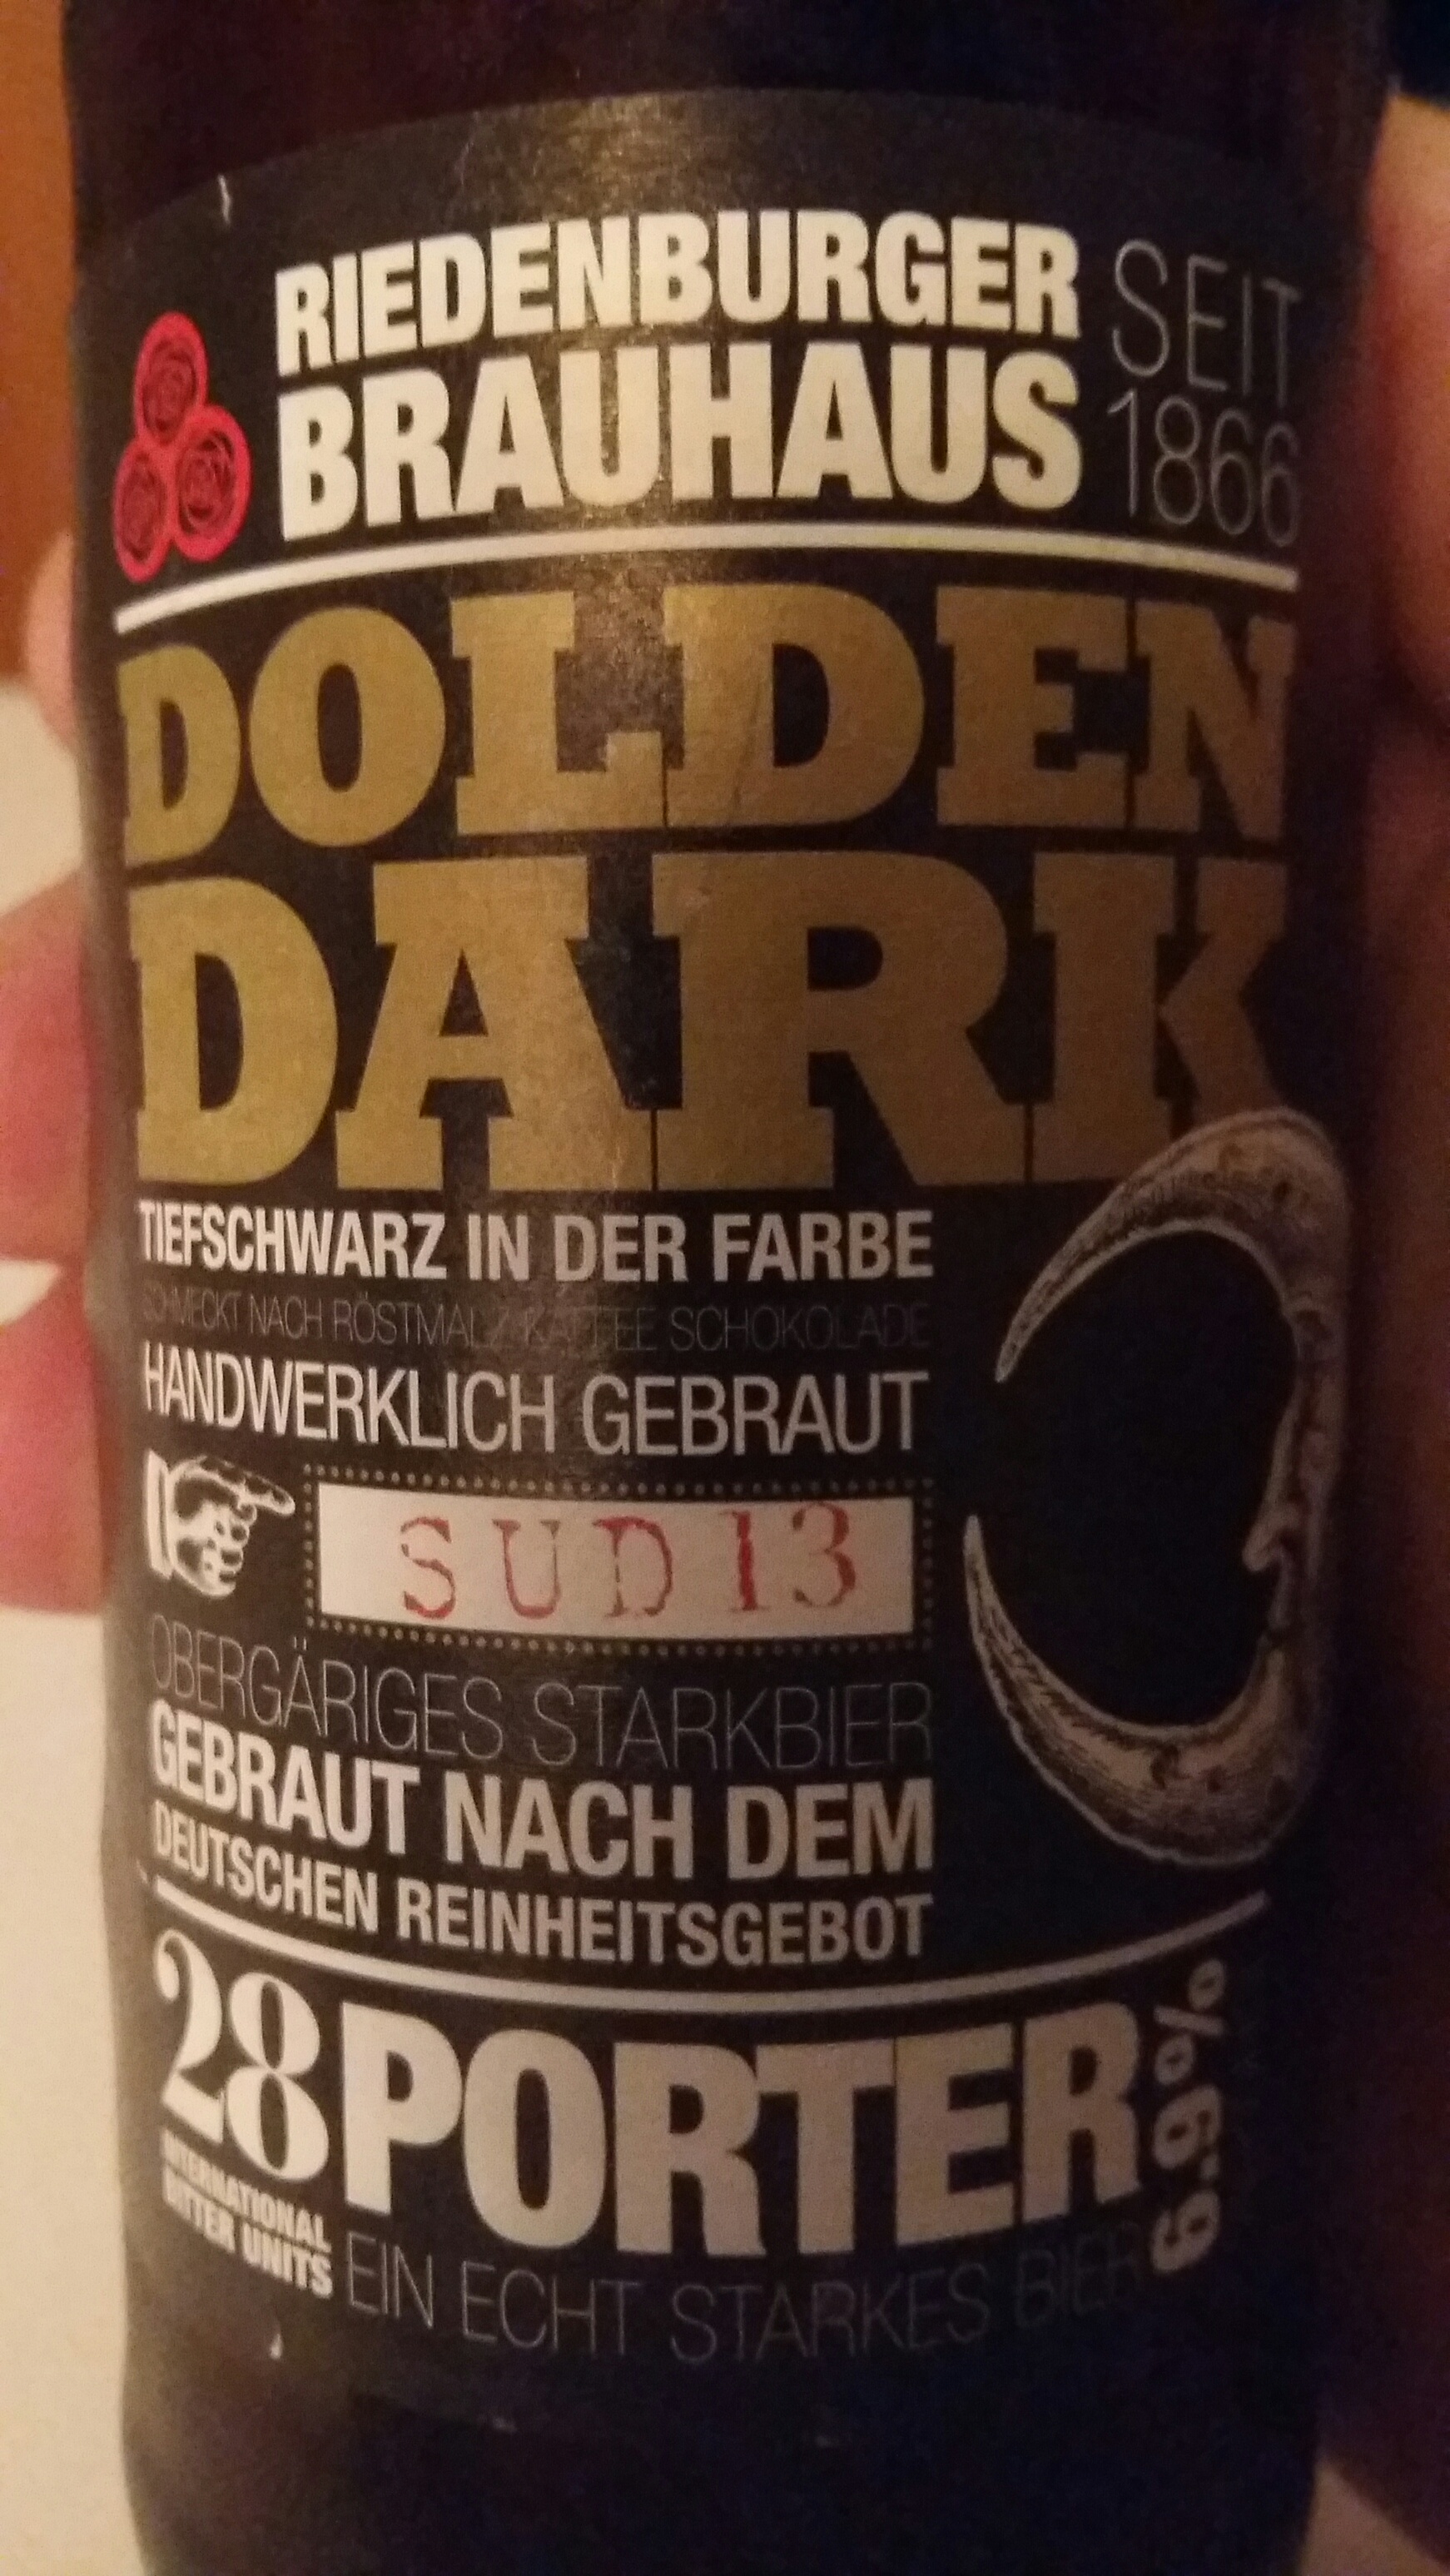 RIEDENBURGER
BRAUHAUS
SEIT
1866
DOLDEN
DARK
TIEFSCHWARZ IN DER FARBE
SCHMECKT NACH RÖSTMALZ KAFFEE SCHOKOLADE
HANDWERKLICH GEBRAUT
SUD 13
OBERGÄRIGES STARKBIER
GEBRAUT NACH DEM
DEUTSCHEN REINHEITSGEBOT
28
INTERNATIONAL
BITTER UNITS
PORTER
6.9%
EIN ECHT STARKES BIER